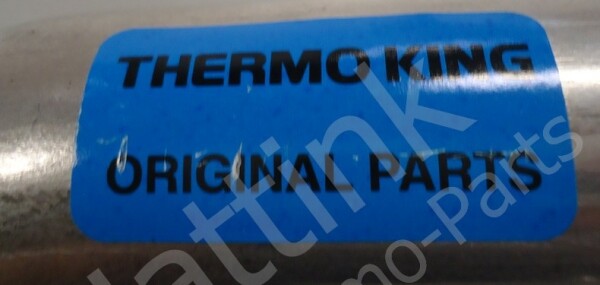 THERMO KING
ORIGINAL PARTS